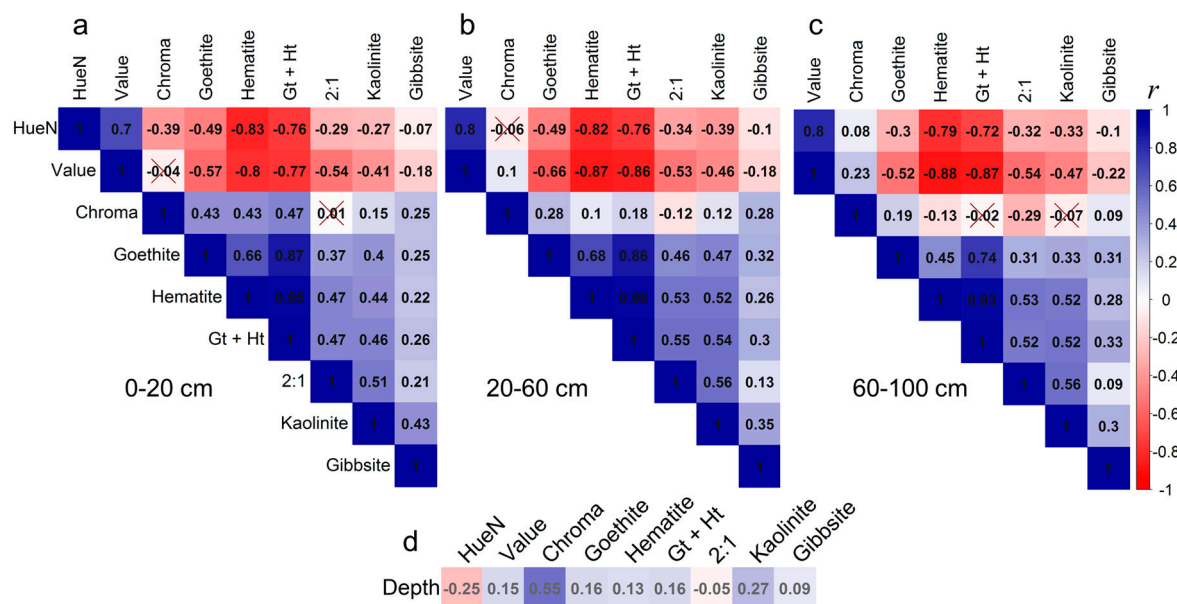 a
HueN Value Chroma Goethite Hematite Gt + Ht 2:1 Kaolinite Gibbsite
HueN 1 0.7 -0.39 -0.49 -0.83 -0.76 -0.29 -0.27 -0.07
Value 1 -0.04 -0.57 -0.8 -0.77 -0.54 -0.41 -0.18
Chroma 1 0.43 0.43 0.47 0.01 0.15 0.25
Goethite 1 0.66 0.87 0.37 0.4 0.25
Hematite 1 0.95 0.47 0.44 0.22
Gt + Ht 1 0.47 0.46 0.26
2:1 1 0.51 0.21
Kaolinite 1 0.43
Gibbsite 1
0-20 cm
b
Value Chroma Goethite Hematite Gt + Ht 2:1 Kaolinite Gibbsite
0.8 -0.06 -0.49 -0.82 -0.76 -0.34 -0.39 -0.1
1 0.1 -0.66 -0.87 -0.86 -0.53 -0.46 -0.18
1 0.28 0.1 0.18 -0.12 0.12 0.28
1 0.68 0.86 0.46 0.47 0.32
1 0.96 0.53 0.52 0.26
1 0.55 0.54 0.3
1 0.56 0.13
1 0.35
1
20-60 cm
c
Value Chroma Goethite Hematite Gt + Ht 2:1 Kaolinite Gibbsite
0.8 0.08 -0.3 -0.79 -0.72 -0.32 -0.33 -0.1
1 0.23 -0.52 -0.88 -0.87 -0.54 -0.47 -0.22
1 0.19 -0.13 -0.02 -0.29 -0.07 0.09
1 0.45 0.74 0.31 0.33 0.31
1 0.93 0.53 0.52 0.28
1 0.52 0.52 0.33
1 0.56 0.09
1 0.3
1
60-100 cm
r
1
0.8
0.6
0.4
0.2
0
-0.2
-0.4
-0.6
-0.8
-1
d
HueN Value Chroma Goethite Hematite Gt + Ht 2:1 Kaolinite Gibbsite
Depth -0.25 0.15 0.55 0.16 0.13 0.16 -0.05 0.27 0.09